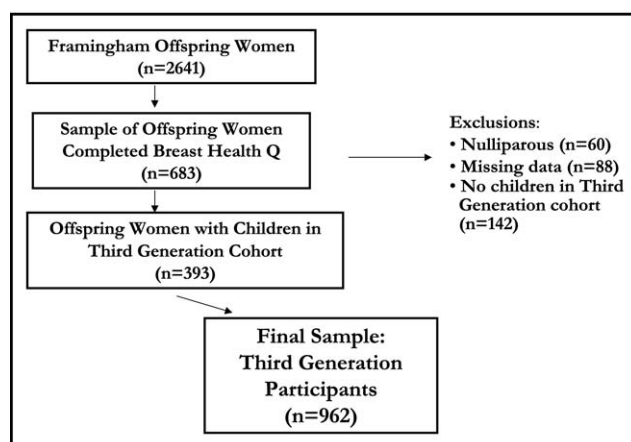 Framingham Offspring Women
(n=2641)
Sample of Offspring Women
Completed Breast Health Q
(n=683)
Exclusions:
• Nulliparous (n=60)
• Missing data (n=88)
• No children in Third
Generation cohort
(n=142)
Offspring Women with Children in
Third Generation Cohort
(n=393)
Final Sample:
Third Generation
Participants
(n=962)